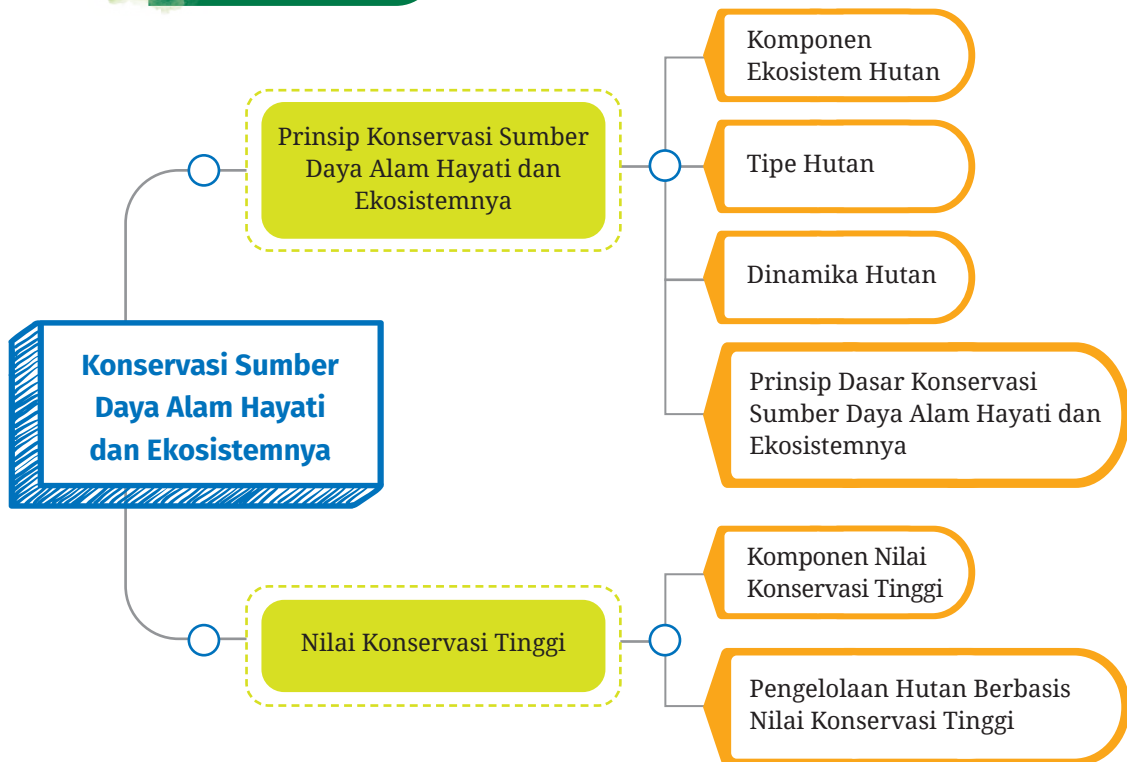 Konservasi Sumber
Daya Alam Hayati
dan Ekosistemnya
Prinsip Konservasi Sumber
Daya Alam Hayati dan
Ekosistemnya
Komponen
Ekosistem Hutan
Tipe Hutan
Dinamika Hutan
Prinsip Dasar Konservasi
Sumber Daya Alam Hayati dan
Ekosistemnya
Nilai Konservasi Tinggi
Komponen Nilai
Konservasi Tinggi
Pengelolaan Hutan Berbasis
Nilai Konservasi Tinggi